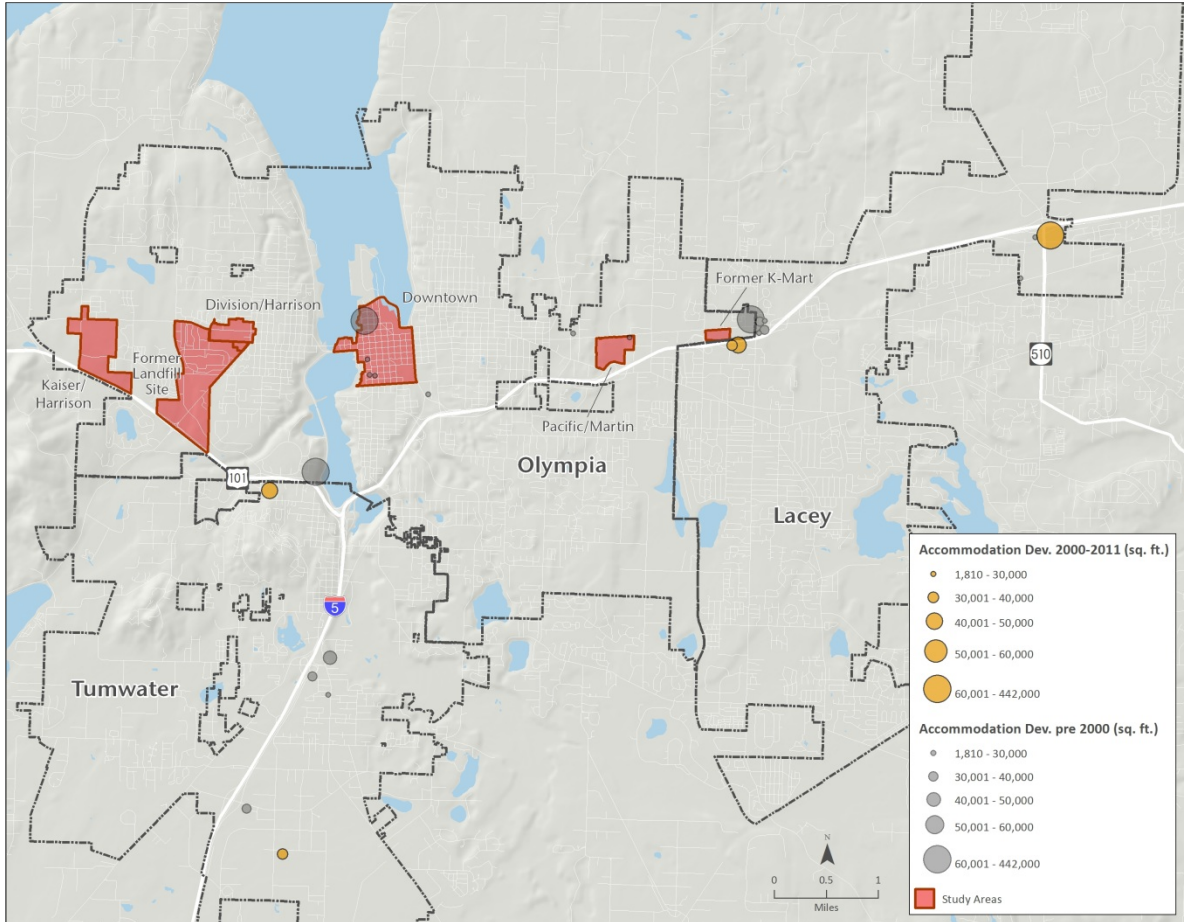 Division/Harrison
Downtown
Former K-Mart
Former
Landfill
Site
Kaiser/
Harrison
510
Pacific/Martin
Olympia
101
Lacey
5
Tumwater
Accommodation Dev. 2000-2011 (sq. ft.)
1,810 - 30,000
30,001 - 40,000
40,001 - 50,000
50,001 - 60,000
60,001 - 442,000
Accommodation Dev. pre 2000 (sq. ft.)
1,810 - 30,000
30,001 - 40,000
40,001 - 50,000
50,001 - 60,000
60,001 - 442,000
Study Areas
N
0 0.5 1
Miles